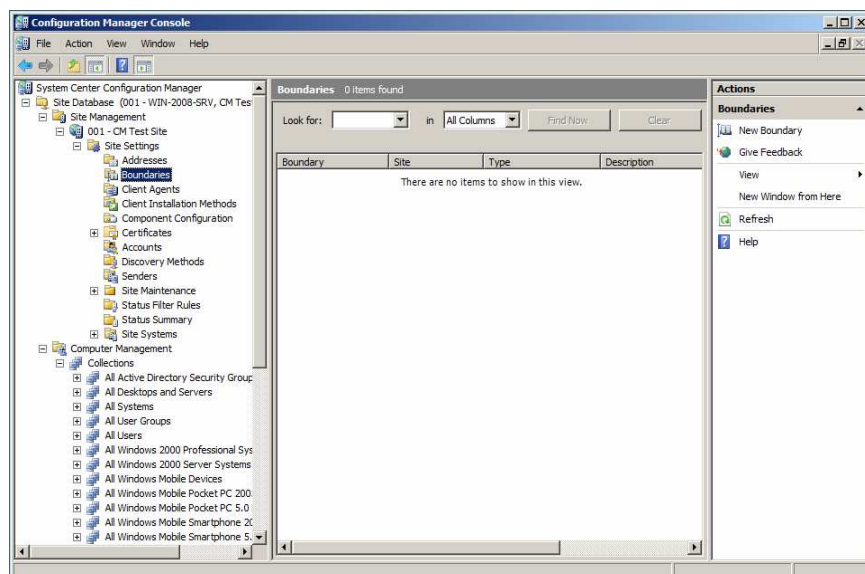 Configuration Manager Console
File Action View Window Help
System Center Configuration Manager
Site Database (001 - WIN-2008-SRV, CM Tes
Site Management
001 - CM Test Site
Site Settings
Addresses
Boundaries
Client Agents
Client Installation Methods
Component Configuration
Certificates
Accounts
Discovery Methods
Senders
Site Maintenance
Status Filter Rules
Status Summary
Site Systems
Computer Management
Collections
All Active Directory Security Group
All Desktops and Servers
All Systems
All User Groups
All Users
All Windows 2000 Professional Sys
All Windows 2000 Server Systems
All Windows Mobile Devices
All Windows Mobile Pocket PC 200
All Windows Mobile Pocket PC 5.0
All Windows Mobile Smartphone 20
All Windows Mobile Smartphone 5.
Boundaries 0 items found
Look for: in All Columns Find Now Clear
Boundary Site Type Description
There are no items to show in this view.
Actions
Boundaries
New Boundary
Give Feedback
View
New Window from Here
Refresh
Help